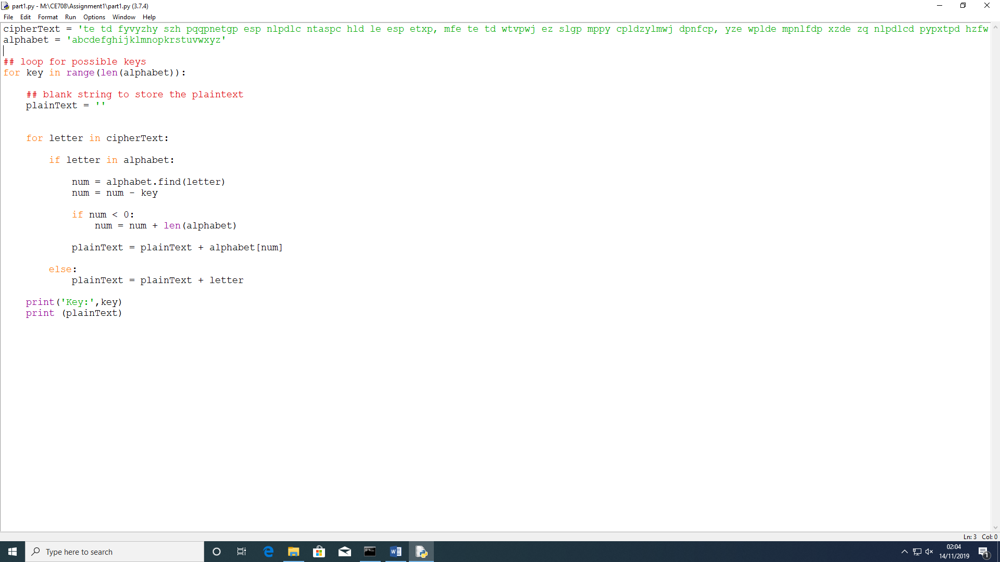 part1.py - M:\CE708\Assignment1\part1.py (3.7.4)
File Edit Format Run Options Window Help
cipherText = 'te td fyvyzhy szh pqqpnetgp esp nlpdlc ntaspc hld le esp etxp, mfe te td wtvpwj ez slgp mppy cpldzylmwj dpnfcp, yze wplde mpnlfdp xzde zq nlpdlcd pypxtpd hzfw
alphabet = 'abcdefghijklmnopkrstuvwxyz'
## loop for possible keys
for key in range(len(alphabet)):
## blank string to store the plaintext
plainText = ''
for letter in cipherText:
if letter in alphabet:
num = alphabet.find(letter)
num = num - key
if num < 0:
num = num + len(alphabet)
plainText = plainText + alphabet[num]
else:
plainText = plainText + letter
print('Key:',key)
print (plainText)
Ln: 3 Col: 0
Type here to search
02:04
14/11/2019
1